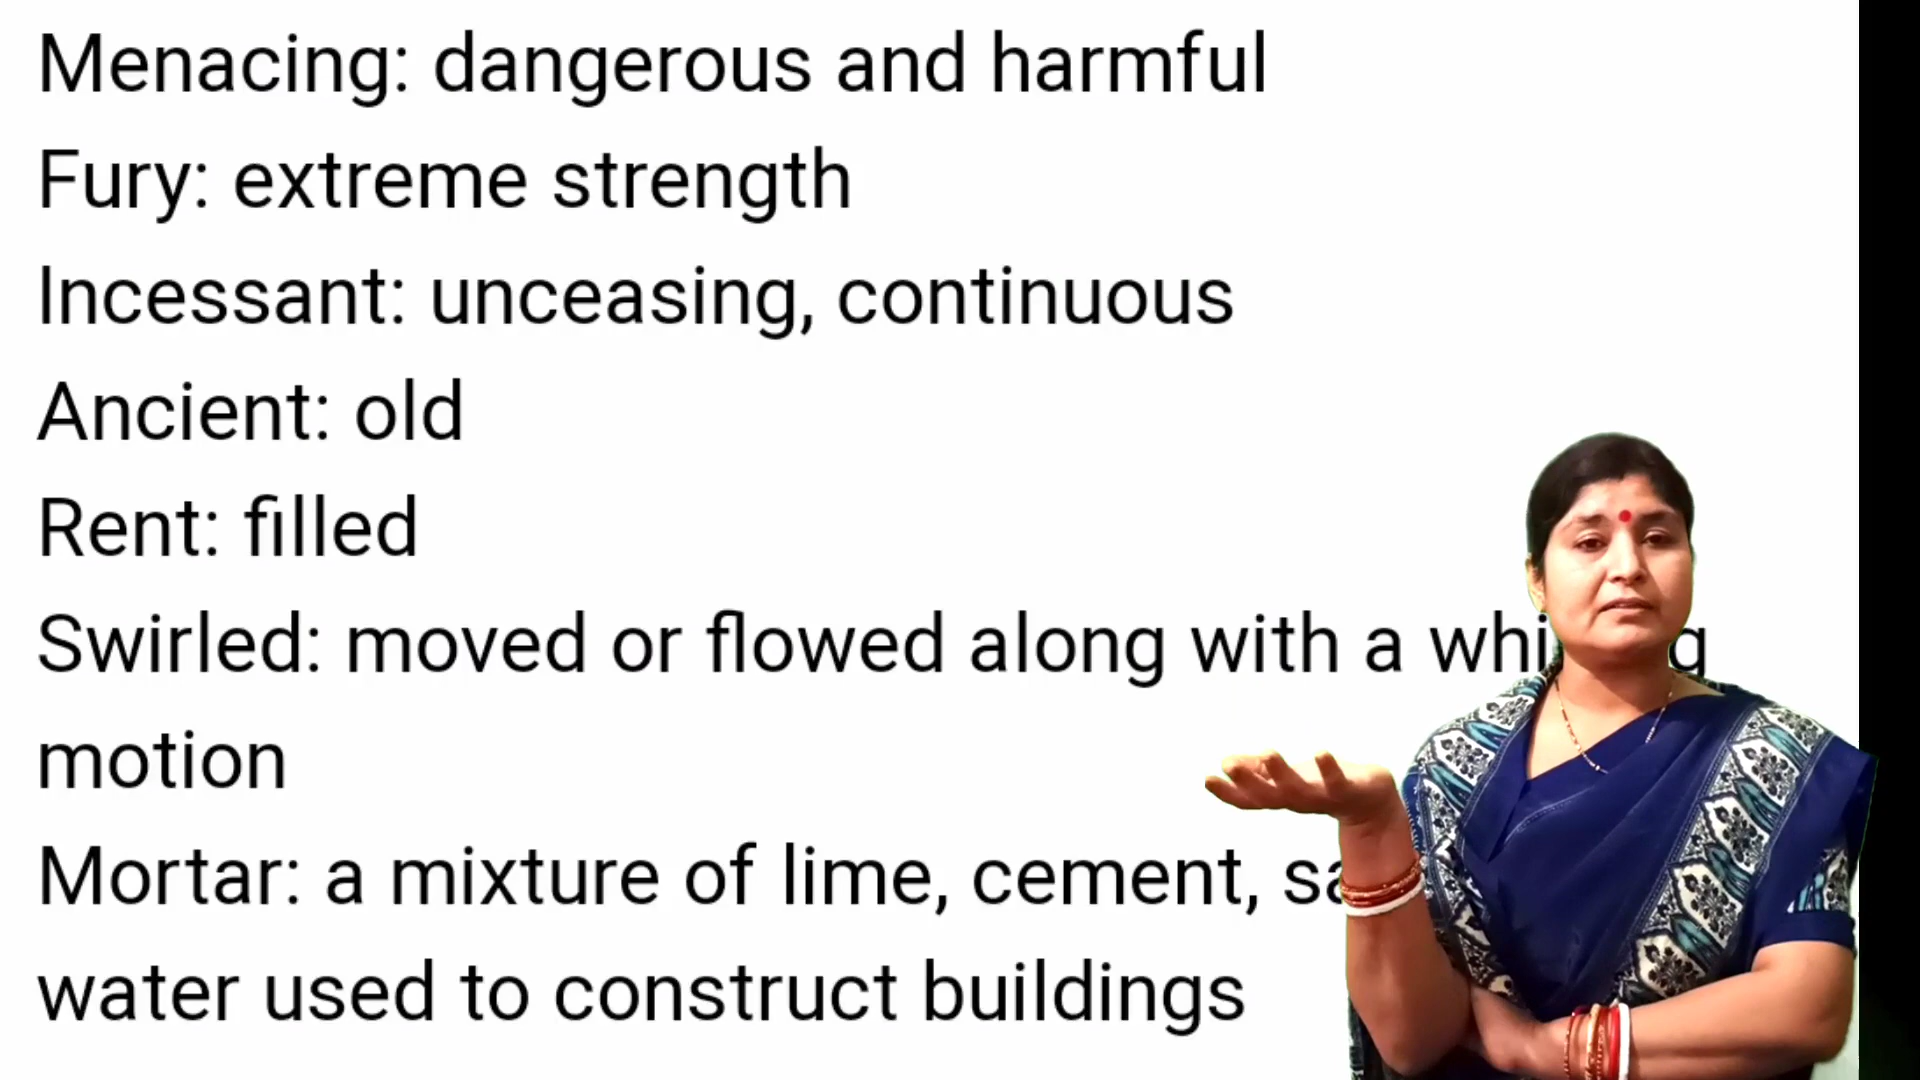 Menacing: dangerous and harmful
Fury: extreme strength
Incessant: unceasing, continuous
Ancient: old
Rent: filled
Swirled: moved or flowed along with a
motion
Mortar: a mixture of lime, cement,
water used to construct buildings